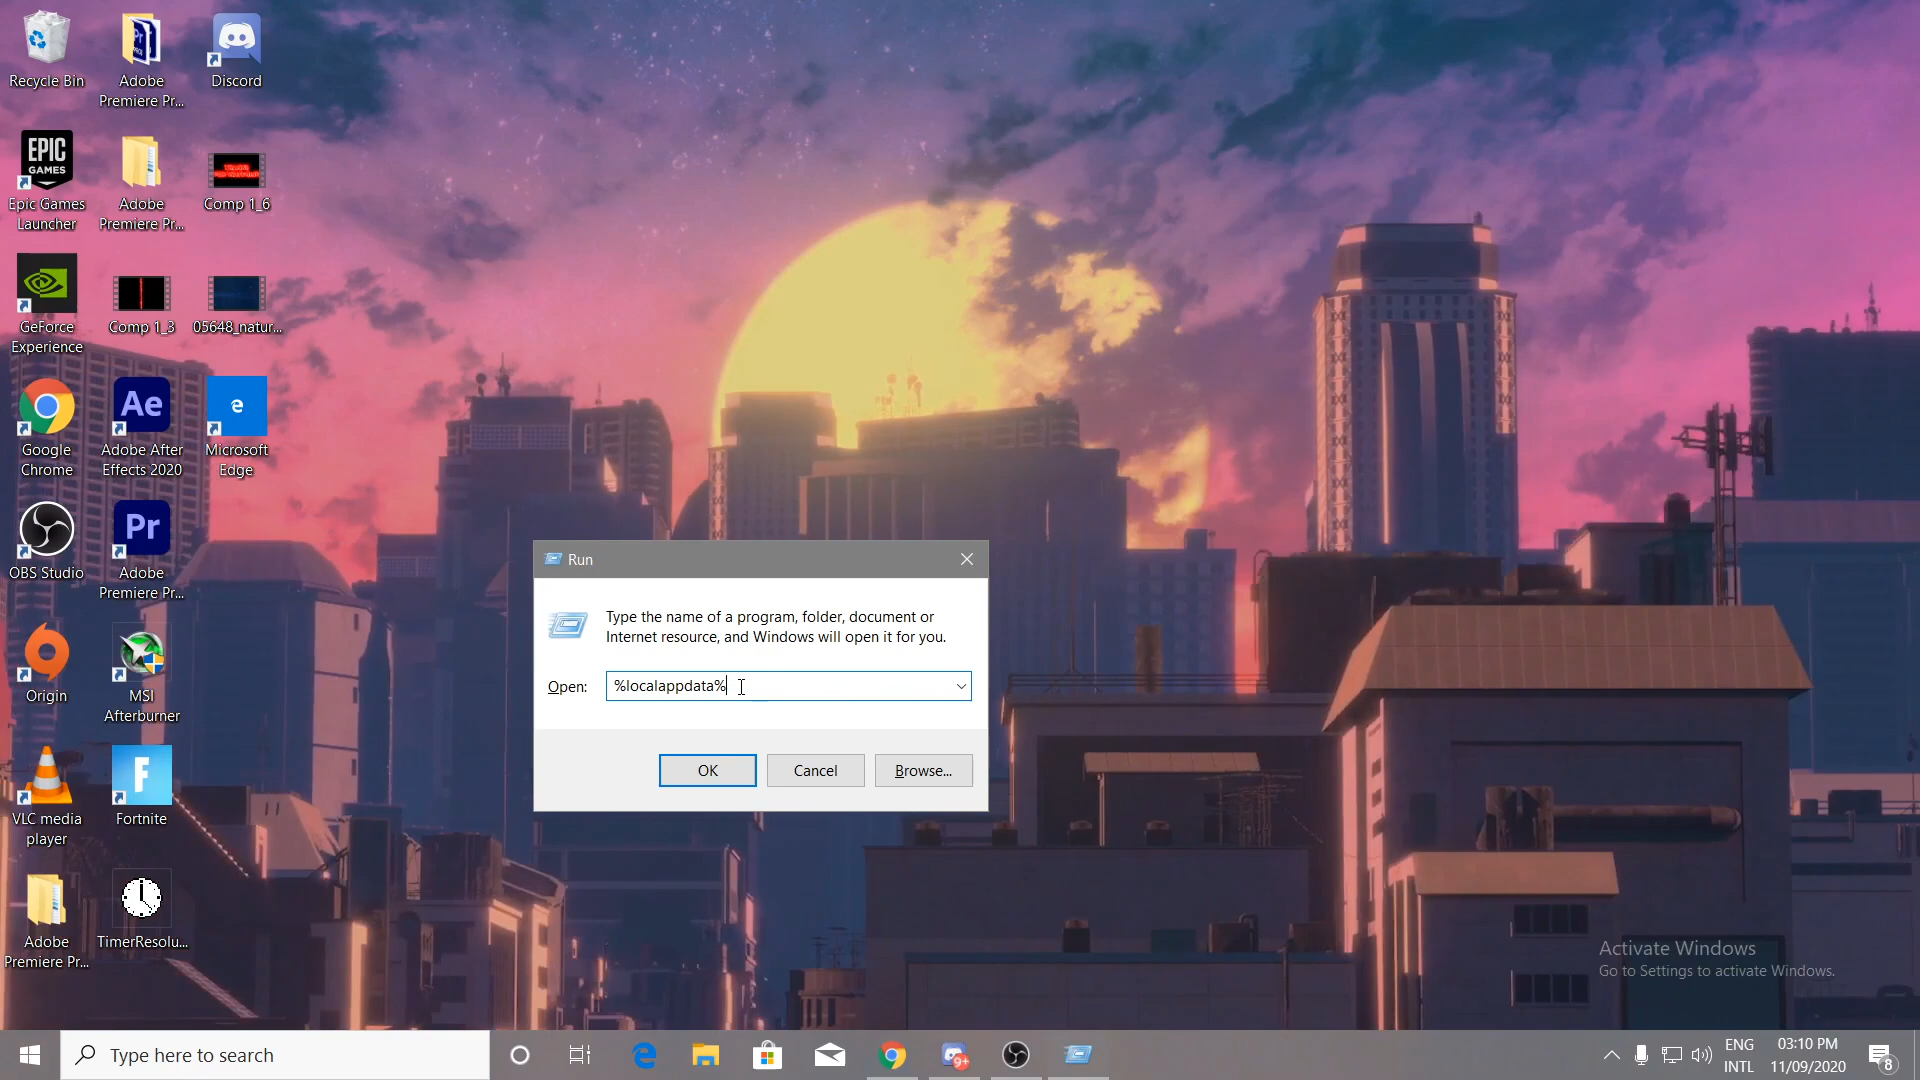 Recycle Bin
Adobe
Premiere Pr...
Discord
EPIC
GAMES
Epic Games
Launcher
Adobe
Premiere Pr...
Comp 1_6
GeForce
Experience
Comp 1_3
05648_natur...
Google
Chrome
Ae
Adobe After
Effects 2020
Microsoft
Edge
OBS Studio
Pr
Adobe
Premiere Pr...
Origin
MSI
Afterburner
VLC media
player
Fortnite
Adobe
Premiere Pr...
TimerResolu...
Run
Type the name of a program, folder, document or
Internet resource, and Windows will open it for you.
Open:
%localappdata%
OK
Cancel
Browse...
Activate Windows
Go to Settings to activate Windows.
Type here to search
9+
ENG
INTL
03:10 PM
11/09/2020
8